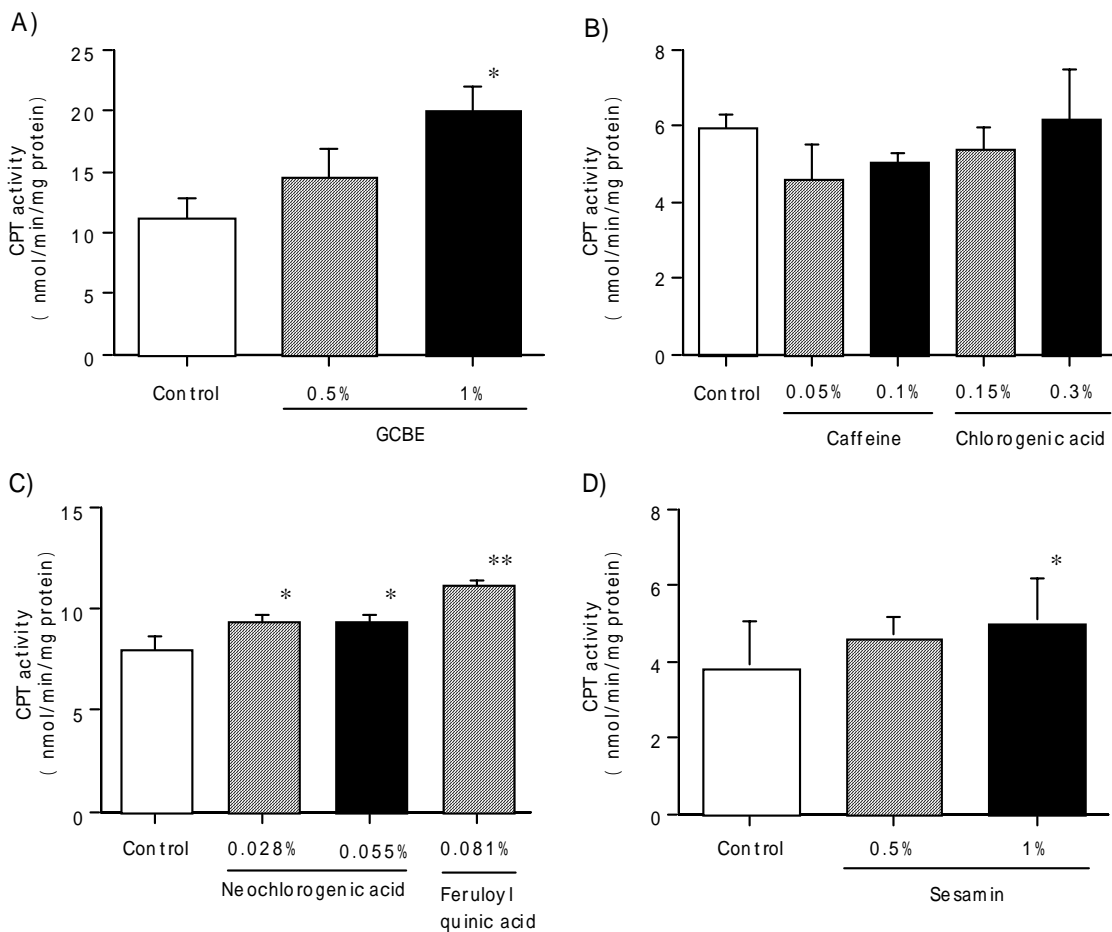 A)
CPT activity
( nmol/min/mg protein)
25
20
15
10
5
0
*
Control
0.5%
1%
GCBE
B)
CPT activity
( nmol/min/mg protein)
8
6
4
2
0
Control
0.05%
0.1%
0.15%
0.3%
Caffeine
Chlorogenic acid
C)
CPT activity
( nmol/min/mg protein)
15
10
5
0
*
*
**
Control
0.028%
0.055%
0.081%
Neochlorogenic acid
Feruloyl
quinic acid
D)
CPT activity
( nmol/min/mg protein)
8
6
4
2
0
*
Control
0.5%
1%
Sesamin